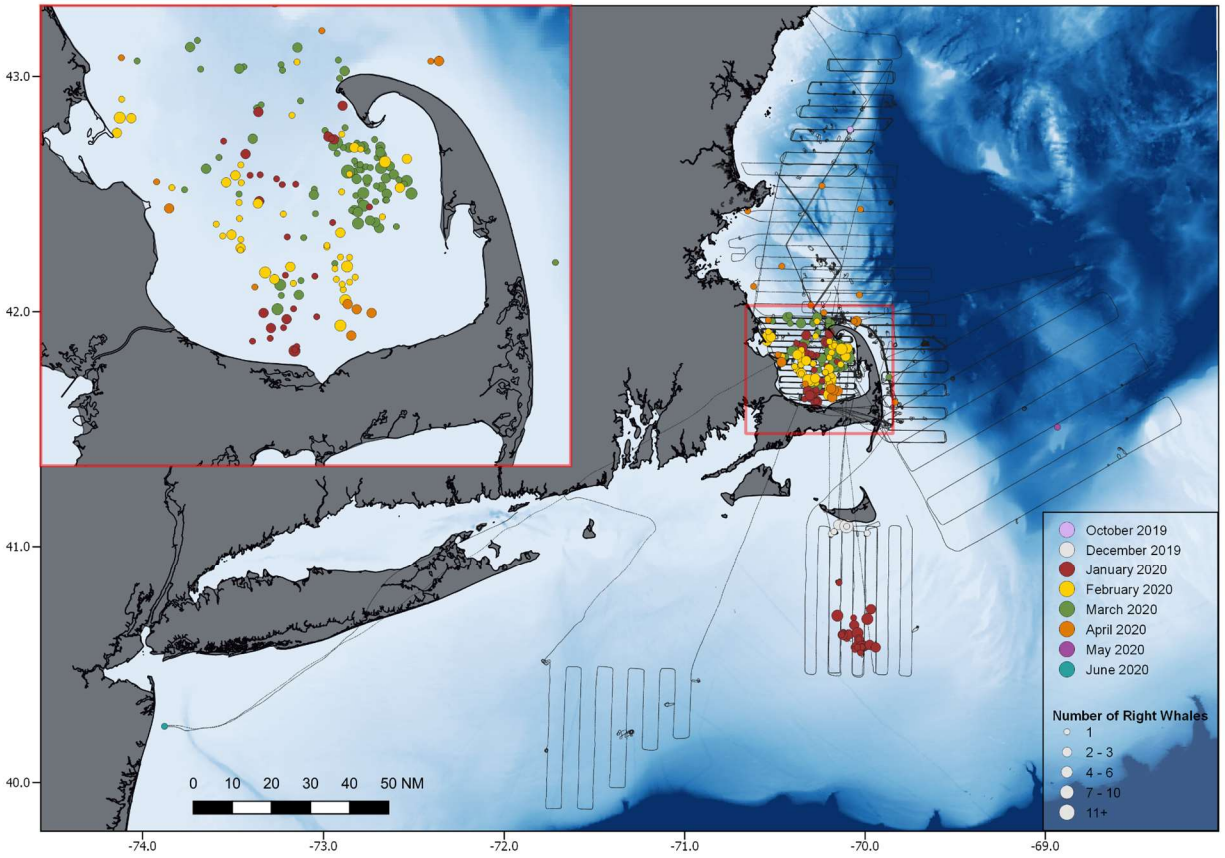 43.0
42.0
41.0
40.0
October 2019
December 2019
January 2020
February 2020
March 2020
April 2020
May 2020
June 2020
Number of Right Whales
1
2 - 3
4 - 6
7 - 10
11+
0 10 20 30 40 50 NM
-74.0 -73.0 -72.0 -71.0 -70.0 -69.0